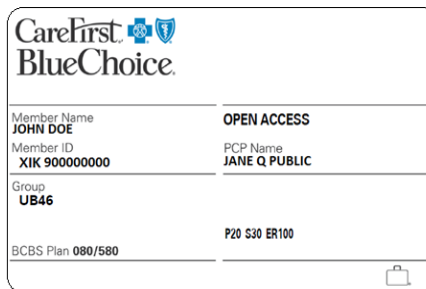 CareFirst.
BlueChoice.
Member Name
JOHN DOE
Member ID
XIK 900000000
OPEN ACCESS
PCP Name
JANE Q PUBLIC
Group
UB46
BCBS Plan 080/580
P20 S30 ER100